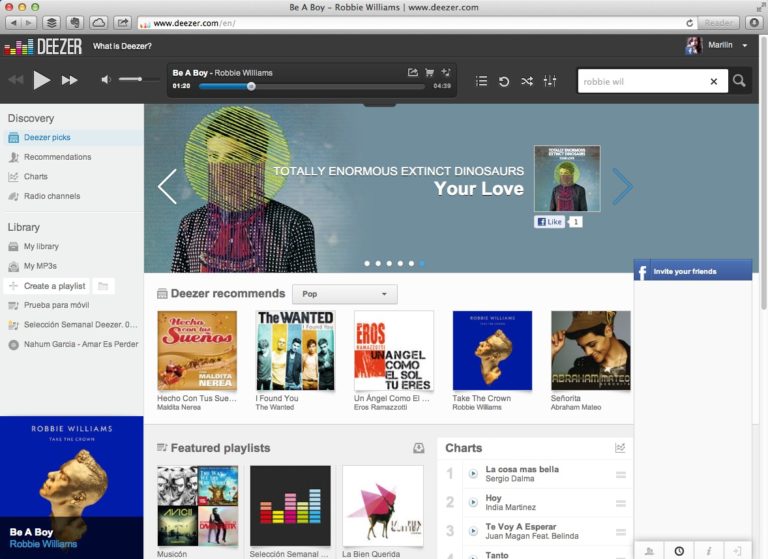 Be A Boy – Robbie Williams | www.deezer.com
www.deezer.com/en/
Reader
DEEZER
What is Deezer?
Marilin
Be A Boy - Robbie Williams
01:20
04:39
robbie wil
Discovery
Deezer picks
Recommendations
Charts
Radio channels
Library
My library
My MP3s
Create a playlist
Prueba para móvil
Selección Semanal Deezer. 0...
Nahum Garcia - Amar Es Perder
ROBBIE WILLIAMS
TAKE THE CROWN
Be A Boy
Robbie Williams
TOTALLY ENORMOUS EXTINCT DINOSAURS
Your Love
TOTALLY ENORMOUS
EXTINCT DINOSAURS
Like
1
Invite your friends
Deezer recommends
Pop
Hecho
con tus
Sueños
MALDITA
NEREA
Hecho Con Tus Sue...
Maldita Nerea
The WANTED
I Found You
I Found You
The Wanted
EROS
RAMAZZOTTI
UN ANGEL
COMO
EL SOL
TU ERES
Un Ángel Como El ...
Eros Ramazzotti
ROBBIE WILLIAMS
TAKE THE CROWN
Take The Crown
Robbie Williams
ABRAHAM MATEO
Señorita
Abraham Mateo
Featured playlists
AVICII
Musicón
Selección Semanal
La Bien Querida
Charts
1
La cosa mas bella
Sergio Dalma
2
Hoy
India Martinez
3
Te Voy A Esperar
Juan Magan Feat. Belinda
4
Tanto